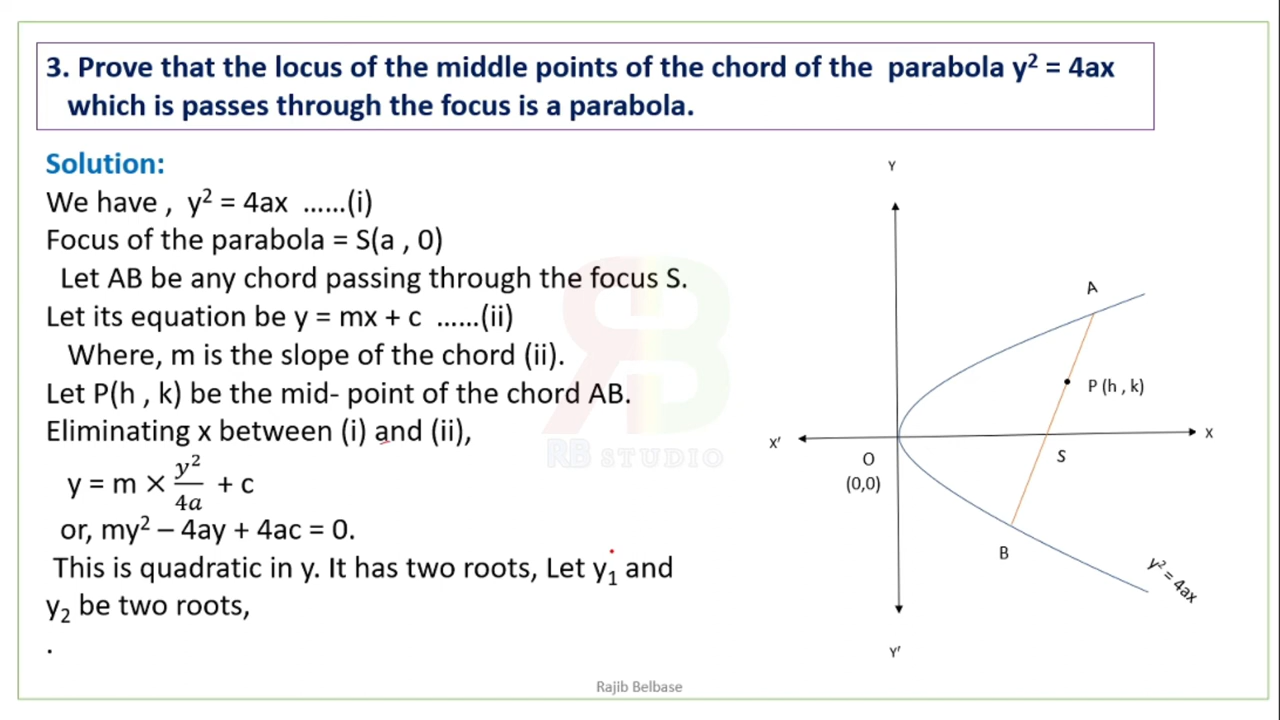 3. Prove that the locus of the middle points of the chord of the parabola y² = 4ax
which is passes through the focus is a parabola.
Solution:
We have , y² = 4ax ......(i)
Focus of the parabola = S(a , 0)
Let AB be any chord passing through the focus S.
Let its equation be y = mx + c ......(ii)
Where, m is the slope of the chord (ii).
Let P(h , k) be the mid- point of the chord AB.
Eliminating x between (i) and (ii),
y = m × y²/4a + c
or, my² – 4ay + 4ac = 0.
This is quadratic in y. It has two roots, Let y₁ and
y₂ be two roots,
.
Y
A
P (h , k)
X'
X
O
S
(0,0)
B
y² = 4ax
Y'
RB STUDIO
Rajib Belbase